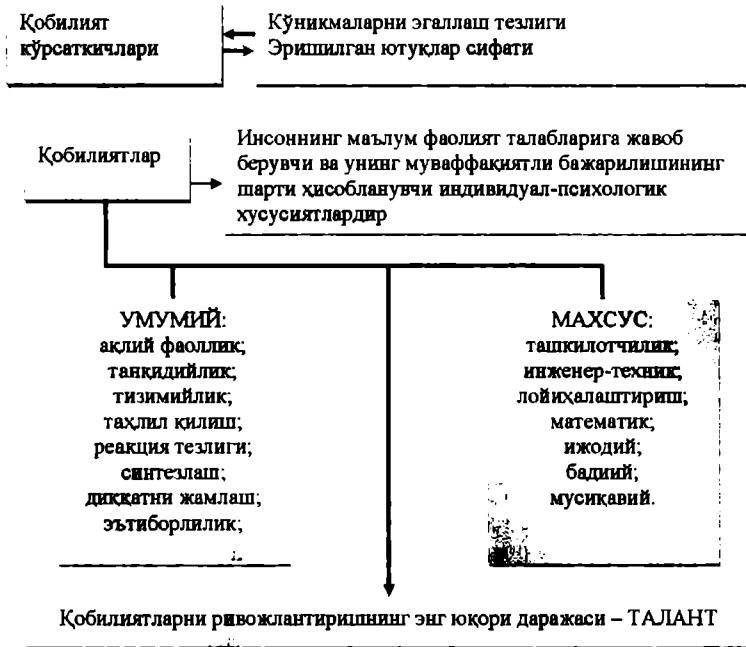 Қобилият
кўрсаткичлари
Кўникмаларни эгаллаш тезлиги
Эришилган ютуқлар сифати
Қобилиятлар
Инсоннинг маълум фаолият талабларига жавоб
берувчи ва унинг муваффақиятли бажарилишининг
шарти ҳисобланувчи индивидуал-психологик
хусусиятлардир
УМУМИЙ:
ақлий фаоллик;
танқидийлик;
тизимийлик;
таҳлил қилиш;
реакция тезлиги;
синтезлаш;
диққатни жамлаш;
эътиборлилик;
МАХСУС:
ташкилотчилик;
инженер-техник;
лойиҳалаштириш;
математик;
ижодий;
бадиий;
мусиқавий.
Қобилиятларни ривожлантиришнинг энг юқори даражаси – ТАЛАНТ